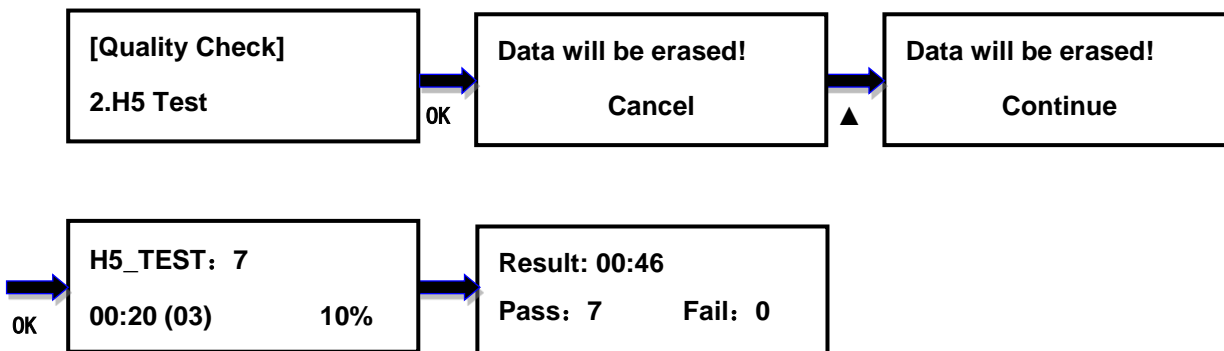 [Quality Check]
2.H5 Test
OK
Data will be erased!
Cancel
▲
Data will be erased!
Continue
OK
H5_TEST：7
00:20 (03) 10%
Result: 00:46
Pass：7 Fail：0